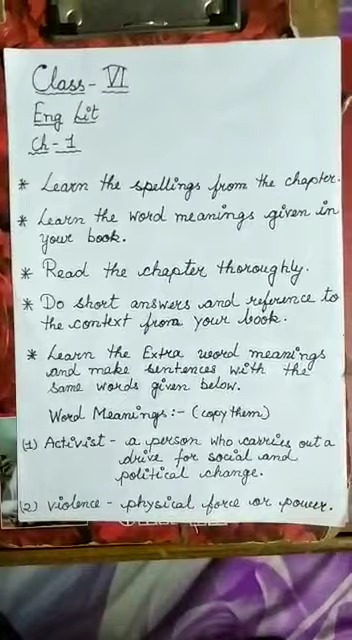 Class- VI
Eng Lit
Ch-1
* Learn the spellings from the chapter.
* Learn the word meanings given in
your book.
* Read the chapter thoroughly.
* Do short answers and reference to
the context from your book.
* Learn the Extra word meanings
and make sentences with the
same words given below.
Word Meanings:- (copy them)
(1) Activist - a person who carries out a
drive for social and
political change.
(2) violence - physical force or power.